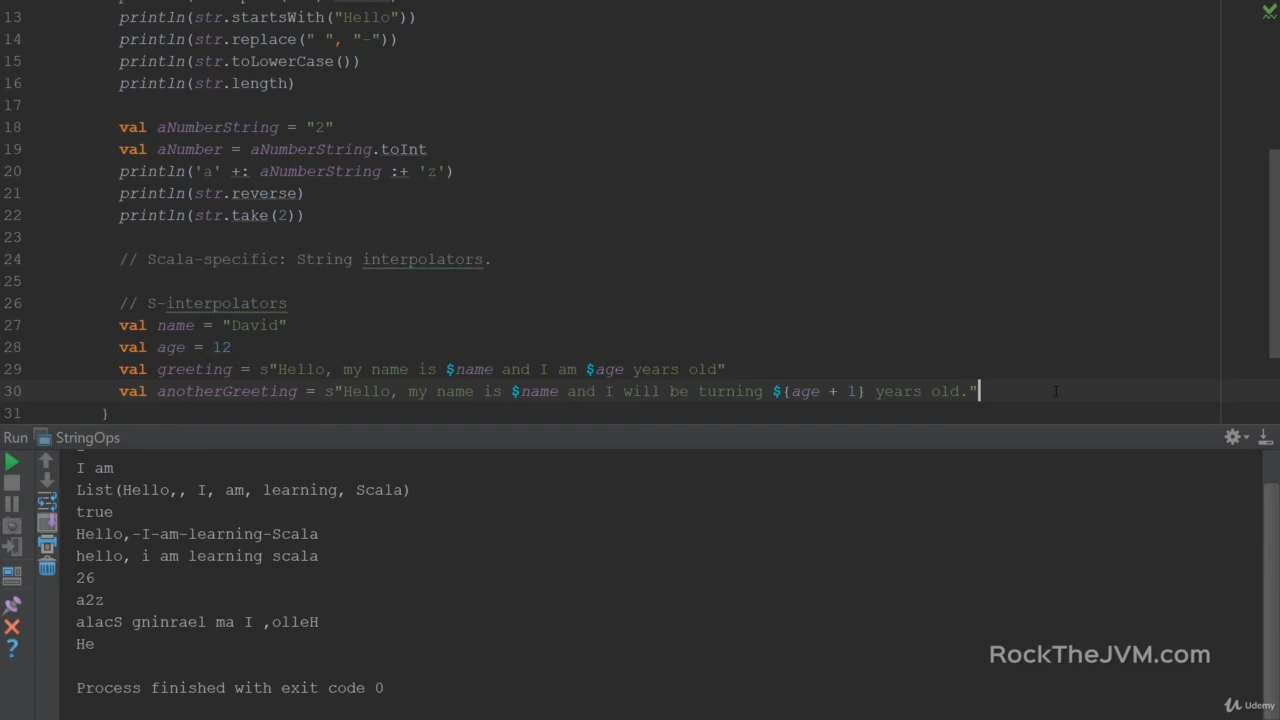 13 println(str.startsWith("Hello"))
14 println(str.replace(" ", "-"))
15 println(str.toLowerCase())
16 println(str.length)
17
18 val aNumberString = "2"
19 val aNumber = aNumberString.toInt
20 println('a' +: aNumberString :+ 'z')
21 println(str.reverse)
22 println(str.take(2))
23
24 // Scala-specific: String interpolators.
25
26 // S-interpolators
27 val name = "David"
28 val age = 12
29 val greeting = s"Hello, my name is $name and I am $age years old"
30 val anotherGreeting = s"Hello, my name is $name and I will be turning ${age + 1} years old."
31 }
Run StringOps
I am
List(Hello,, I, am, learning, Scala)
true
Hello,-I-am-learning-Scala
hello, i am learning scala
26
a2z
alacS gninrael ma I ,olleH
He
Process finished with exit code 0
RockTheJVM.com
Udemy